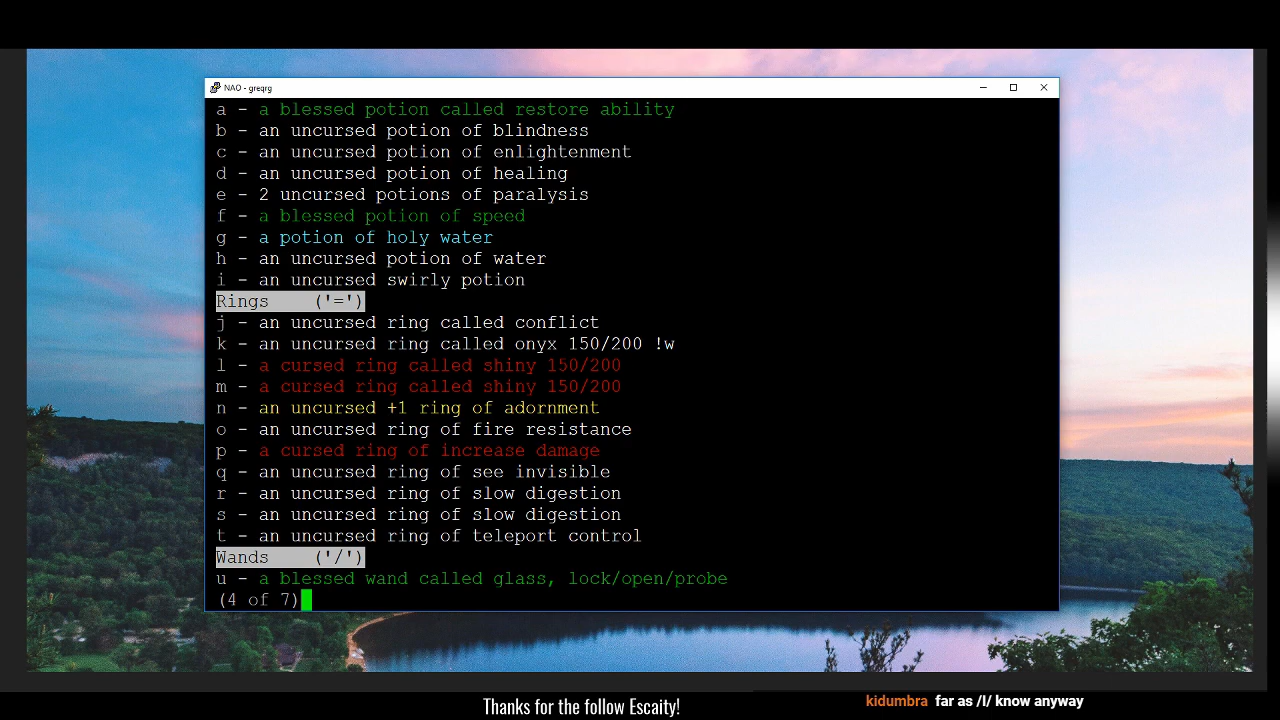 NAO - greqrg
a - a blessed potion called restore ability
b - an uncursed potion of blindness
c - an uncursed potion of enlightenment
d - an uncursed potion of healing
e - 2 uncursed potions of paralysis
f - a blessed potion of speed
g - a potion of holy water
h - an uncursed potion of water
i - an uncursed swirly potion
Rings    ('=')
j - an uncursed ring called conflict
k - an uncursed ring called onyx 150/200 !w
l - a cursed ring called shiny 150/200
m - a cursed ring called shiny 150/200
n - an uncursed +1 ring of adornment
o - an uncursed ring of fire resistance
p - a cursed ring of increase damage
q - an uncursed ring of see invisible
r - an uncursed ring of slow digestion
s - an uncursed ring of slow digestion
t - an uncursed ring of teleport control
Wands    ('/')
u - a blessed wand called glass, lock/open/probe
(4 of 7)
Thanks for the follow Escaity!
kidumbra far as /I/ know anyway